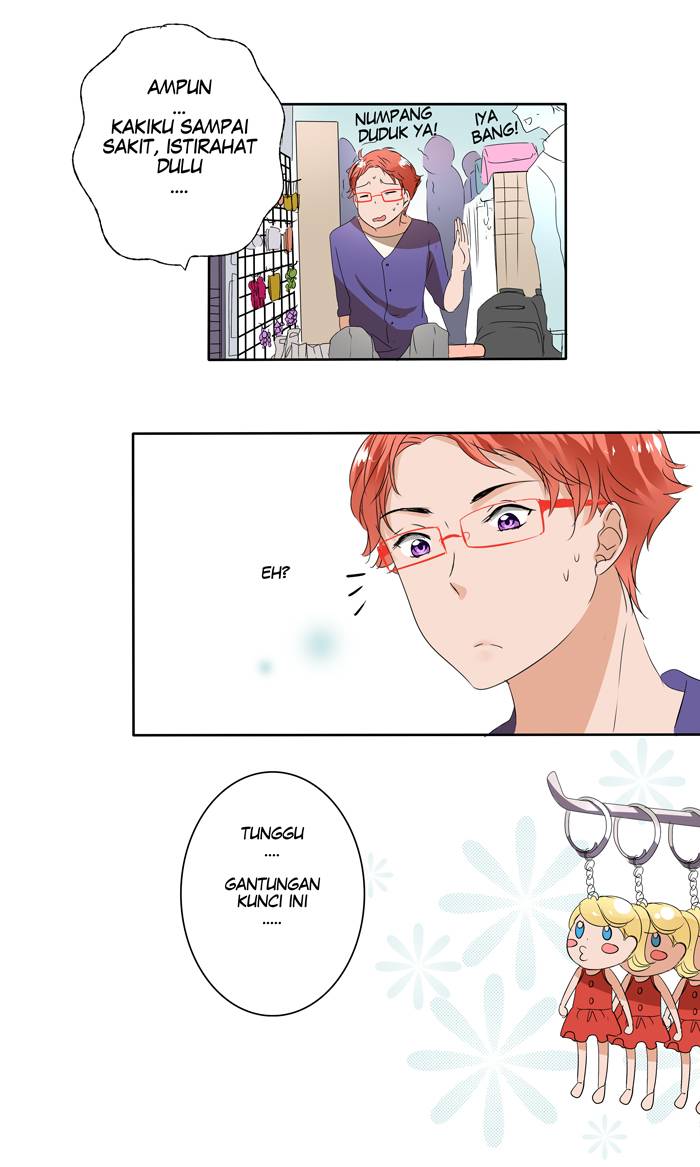 AMPUN
...
KAKIKU SAMPAI
SAKIT, ISTIRAHAT
DULU
....
NUMPANG
DUDUK YA!
IYA
BANG!
EH?
TUNGGU
....
GANTUNGAN
KUNCI INI
.....